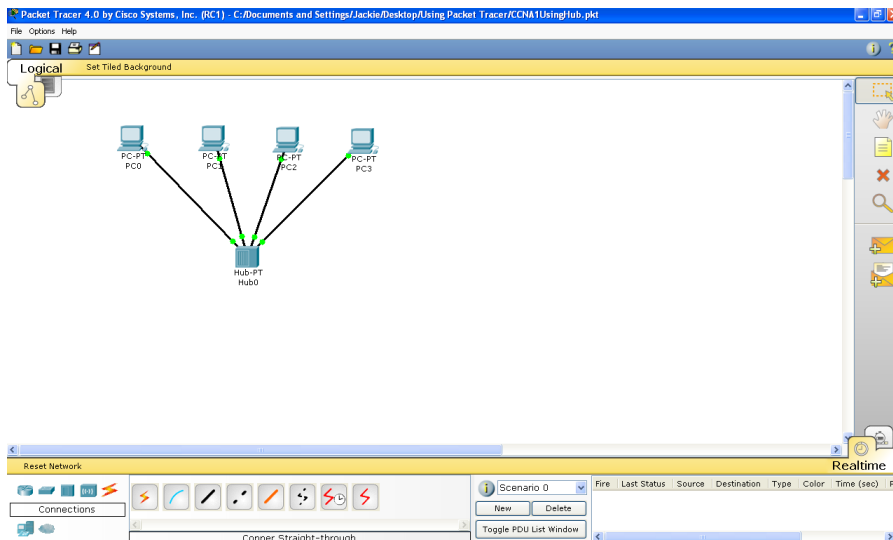 Packet Tracer 4.0 by Cisco Systems, Inc. (RC1) - C:/Documents and Settings/Jackie/Desktop/Using Packet Tracer/CCNA1UsingHub.pkt
File Options Help
Logical Set Tiled Background
PC-PT
PC0
PC-PT
PC1
PC-PT
PC2
PC-PT
PC3
Hub-PT
Hub0
Reset Network
Realtime
Connections
Copper Straight-through
Scenario 0
New Delete
Toggle PDU List Window
Fire Last Status Source Destination Type Color Time (sec)